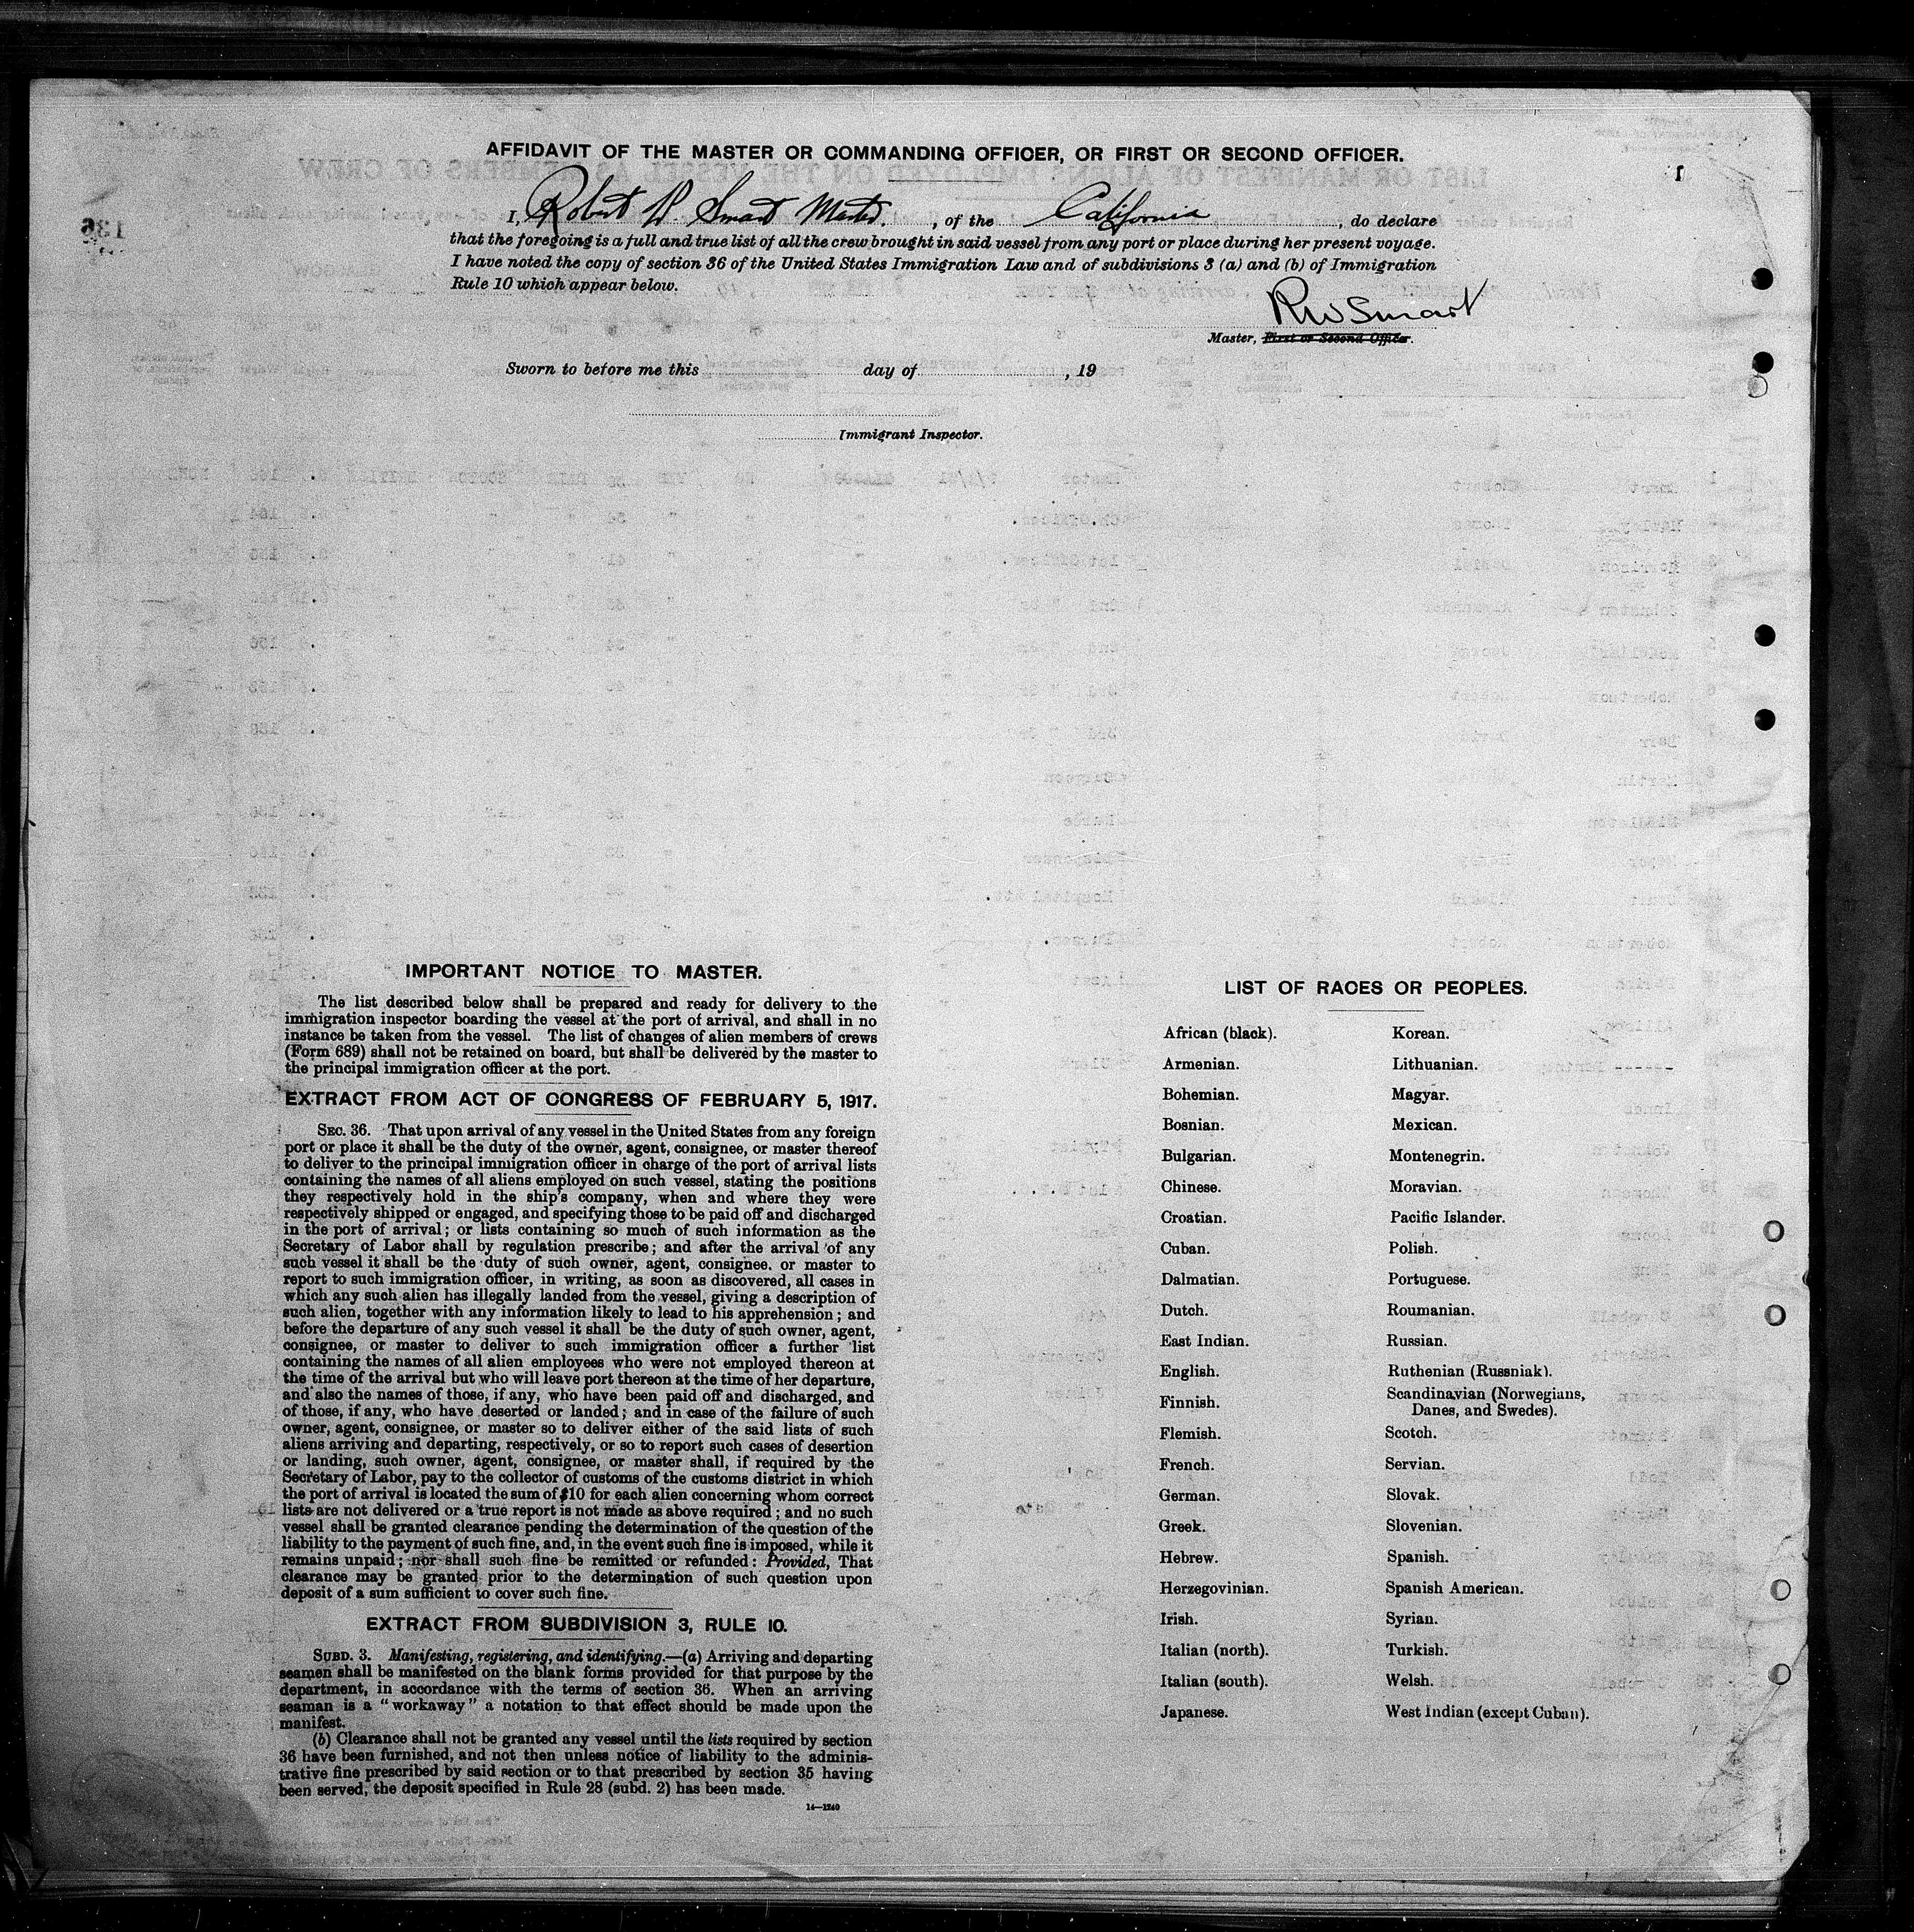 AFFIDAVIT OF THE MASTER OR COMMANDING OFFICER, OR FIRST OR SECOND OFFICER.
1
I, Robert W. Smart Master, of the California, do declare
that the foregoing is a full and true list of all the crew brought in said vessel from any port or place during her present voyage.
I have noted the copy of section 36 of the United States Immigration Law and of subdivisions 3 (a) and (b) of Immigration
Rule 10 which appear below.
RW Smart
Master, First or Second Officer.
Sworn to before me this day of , 19
Immigrant Inspector.
IMPORTANT NOTICE TO MASTER.
The list described below shall be prepared and ready for delivery to the
immigration inspector boarding the vessel at the port of arrival, and shall in no
instance be taken from the vessel. The list of changes of alien members of crews
(Form 689) shall not be retained on board, but shall be delivered by the master to
the principal immigration officer at the port.
EXTRACT FROM ACT OF CONGRESS OF FEBRUARY 5, 1917.
SEC. 36. That upon arrival of any vessel in the United States from any foreign
port or place it shall be the duty of the owner, agent, consignee, or master thereof
to deliver to the principal immigration officer in charge of the port of arrival lists
containing the names of all aliens employed on such vessel, stating the positions
they respectively hold in the ship's company, when and where they were
respectively shipped or engaged, and specifying those to be paid off and discharged
in the port of arrival; or lists containing so much of such information as the
Secretary of Labor shall by regulation prescribe; and after the arrival of any
such vessel it shall be the duty of such owner, agent, consignee, or master to
report to such immigration officer, in writing, as soon as discovered, all cases in
which any such alien has illegally landed from the vessel, giving a description of
such alien, together with any information likely to lead to his apprehension; and
before the departure of any such vessel it shall be the duty of such owner, agent,
consignee, or master to deliver to such immigration officer a further list
containing the names of all alien employees who were not employed thereon at
the time of the arrival but who will leave port thereon at the time of her departure,
and also the names of those, if any, who have been paid off and discharged, and
of those, if any, who have deserted or landed; and in case of the failure of such
owner, agent, consignee, or master so to deliver either of the said lists of such
aliens arriving and departing, respectively, or so to report such cases of desertion
or landing, such owner, agent, consignee, or master shall, if required by the
Secretary of Labor, pay to the collector of customs of the customs district in which
the port of arrival is located the sum of $10 for each alien concerning whom correct
lists are not delivered or a true report is not made as above required; and no such
vessel shall be granted clearance pending the determination of the question of the
liability to the payment of such fine, and, in the event such fine is imposed, while it
remains unpaid; nor shall such fine be remitted or refunded: Provided, That
clearance may be granted prior to the determination of such question upon
deposit of a sum sufficient to cover such fine.
EXTRACT FROM SUBDIVISION 3, RULE 10.
SUBD. 3. Manifesting, registering, and identifying.—(a) Arriving and departing
seamen shall be manifested on the blank forms provided for that purpose by the
department, in accordance with the terms of section 36. When an arriving
seaman is a "workaway" a notation to that effect should be made upon the
manifest.
(b) Clearance shall not be granted any vessel until the lists required by section
36 have been furnished, and not then unless notice of liability to the adminis-
trative fine prescribed by said section or to that prescribed by section 35 having
been served, the deposit specified in Rule 28 (subd. 2) has been made.
14—1240
LIST OF RACES OR PEOPLES.
African (black).
Armenian.
Bohemian.
Bosnian.
Bulgarian.
Chinese.
Croatian.
Cuban.
Dalmatian.
Dutch.
East Indian.
English.
Finnish.
Flemish.
French.
German.
Greek.
Hebrew.
Herzegovinian.
Irish.
Italian (north).
Italian (south).
Japanese.
Korean.
Lithuanian.
Magyar.
Mexican.
Montenegrin.
Moravian.
Pacific Islander.
Polish.
Portuguese.
Roumanian.
Russian.
Ruthenian (Russniak).
Scandinavian (Norwegians,
Danes, and Swedes).
Scotch.
Servian.
Slovak.
Slovenian.
Spanish.
Spanish American.
Syrian.
Turkish.
Welsh.
West Indian (except Cuban).